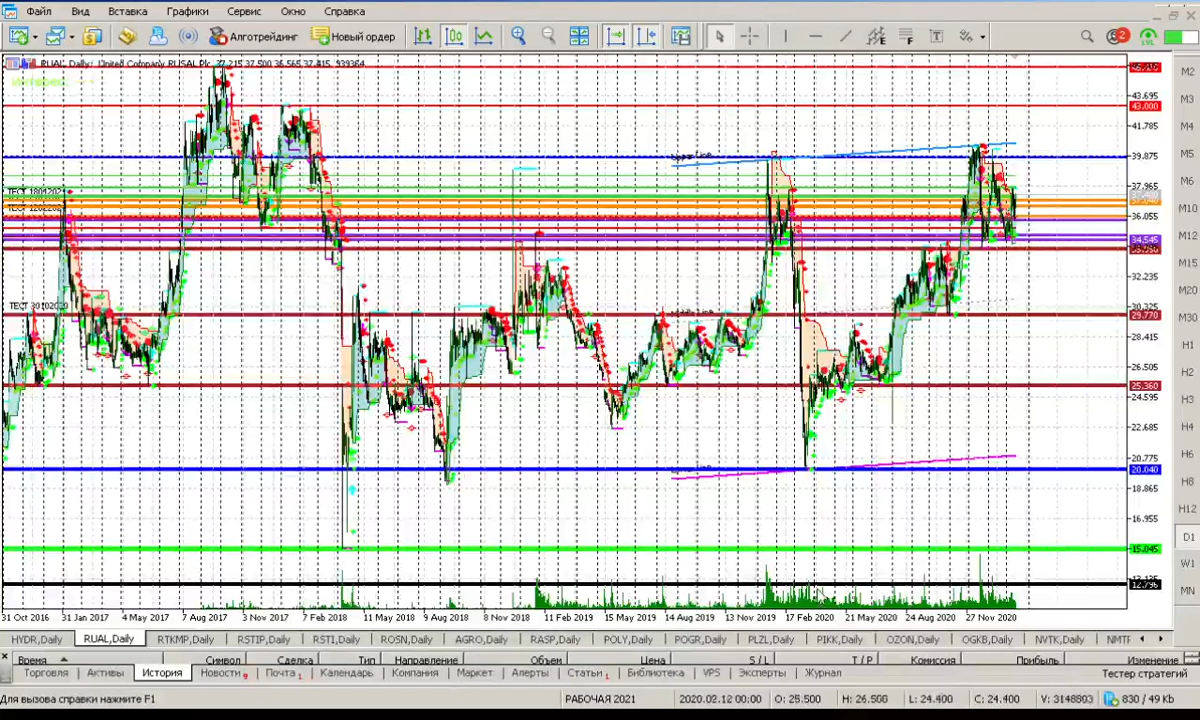 Файл Вид Вставка Графики Сервис Окно Справка
Алготрейдинг Новый ордер
RUAL, Daily: United Company RUSAL Plc. 37.215 37.500 36.565 37.415, 939364
43.695
43.000
41.785
39.875
37.965
36.055
34.545
32.235
30.325
29.770
28.415
26.505
25.360
24.595
22.685
20.775
20.040
18.865
16.955
15.045
12.796
31 Oct 2016 31 Jan 2017 4 May 2017 7 Aug 2017 3 Nov 2017 7 Feb 2018 11 May 2018 9 Aug 2018 8 Nov 2018 11 Feb 2019 15 May 2019 14 Aug 2019 13 Nov 2019 17 Feb 2020 21 May 2020 24 Aug 2020 27 Nov 2020
M2
M3
M4
M5
M6
M10
M12
M15
M20
M30
H1
H2
H3
H4
H6
H8
H12
D1
W1
MN
HYDR,Daily RUAL,Daily RTKMP,Daily RSTIP,Daily RSTI,Daily ROSN,Daily AGRO,Daily RASP,Daily POLY,Daily POGR,Daily PLZL,Daily PIKK,Daily OZON,Daily OGKB,Daily NVTK,Daily NMTF
Время Символ Сделка Тип Направление Объем Цена S / L T / P Комиссия Прибыль Изменение
Торговля Активы История Новости Почта Календарь Компания Маркет Алерты Статьи Библиотека VPS Эксперты Журнал Тестер стратегий
Для вызова справки нажмите F1 РАБОЧАЯ 2021 2020.02.12 00:00 O: 25.500 H: 26.566 L: 24.400 C: 24.400 V: 3148803 830 / 49 Kb